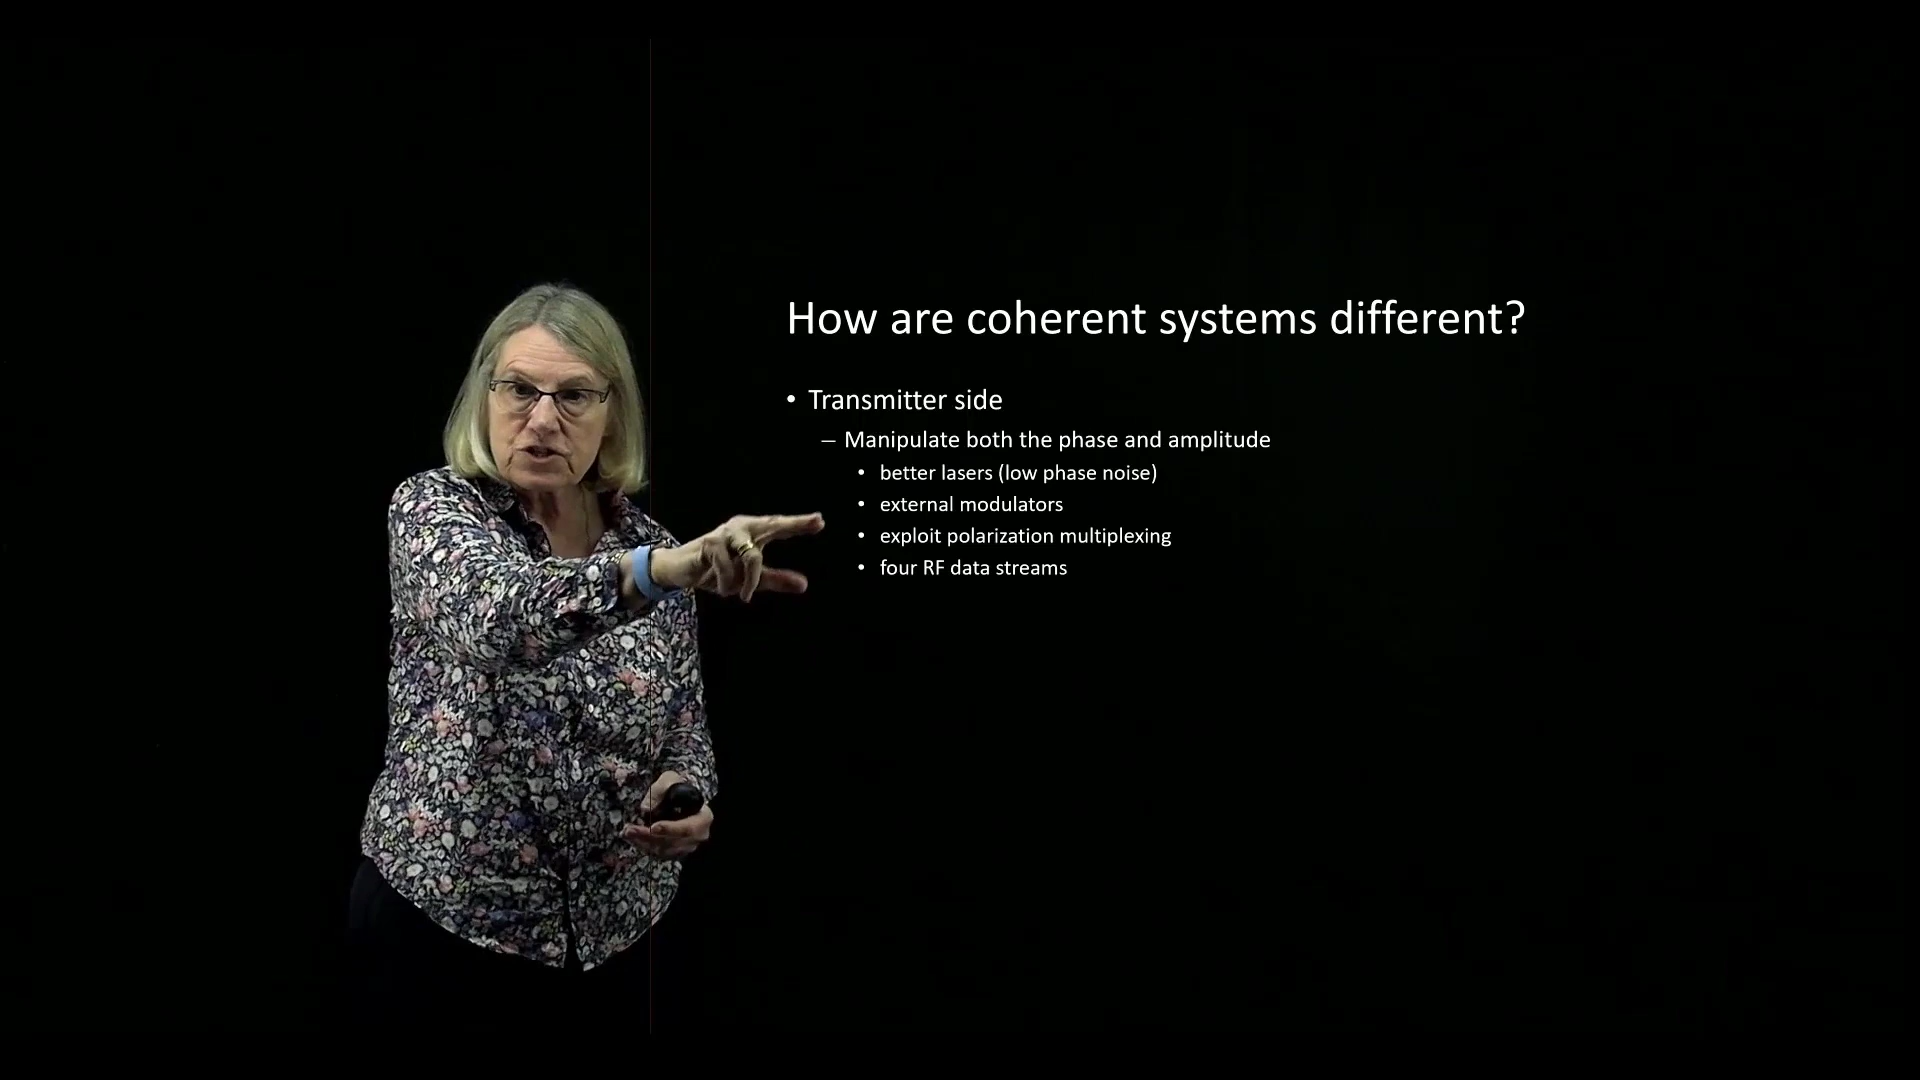 How are coherent systems different?
• Transmitter side
– Manipulate both the phase and amplitude
• better lasers (low phase noise)
• external modulators
• exploit polarization multiplexing
• four RF data streams